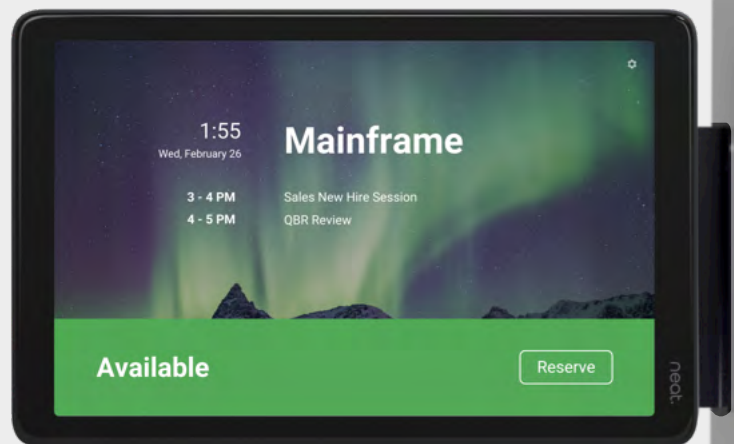 1:55
Mainframe
Wed, February 26
3 - 4 PM Sales New Hire Session
4 - 5 PM QBR Review
Available
Reserve
neat.